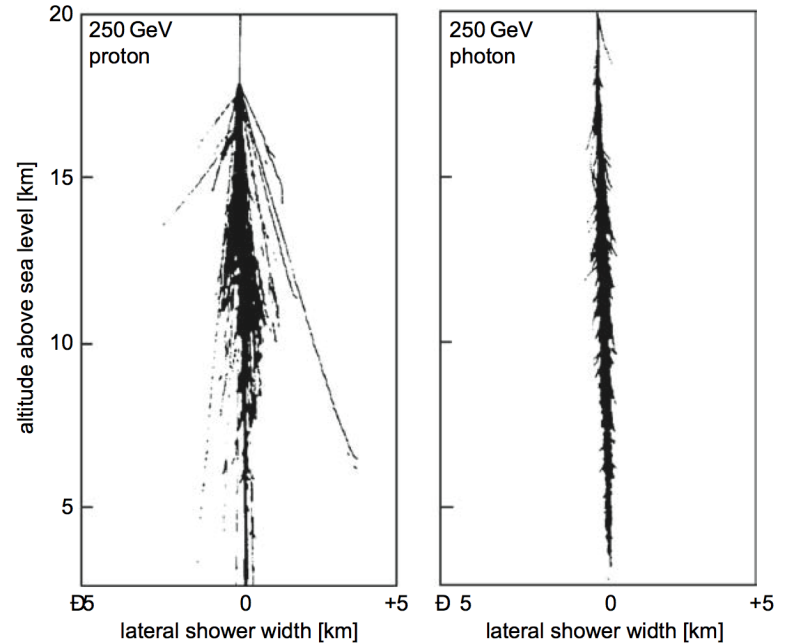 20
250 GeV
proton
250 GeV
photon
15
altitude above sea level [km]
10
5
Ð5
0
+5
Ð 5
0
+5
lateral shower width [km]
lateral shower width [km]